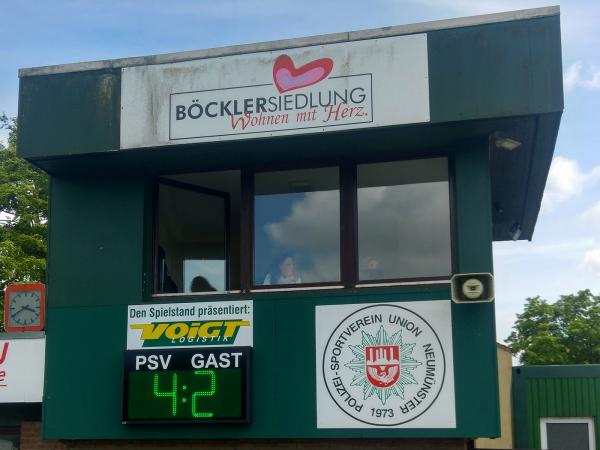 BÖCKLERSIEDLUNG
Wohnen mit Herz.
Den Spielstand präsentiert:
VOIGT
LOGISTIK
PSV GAST
4:2
POLIZEI-SPORTVEREIN UNION NEUMÜNSTER
1973